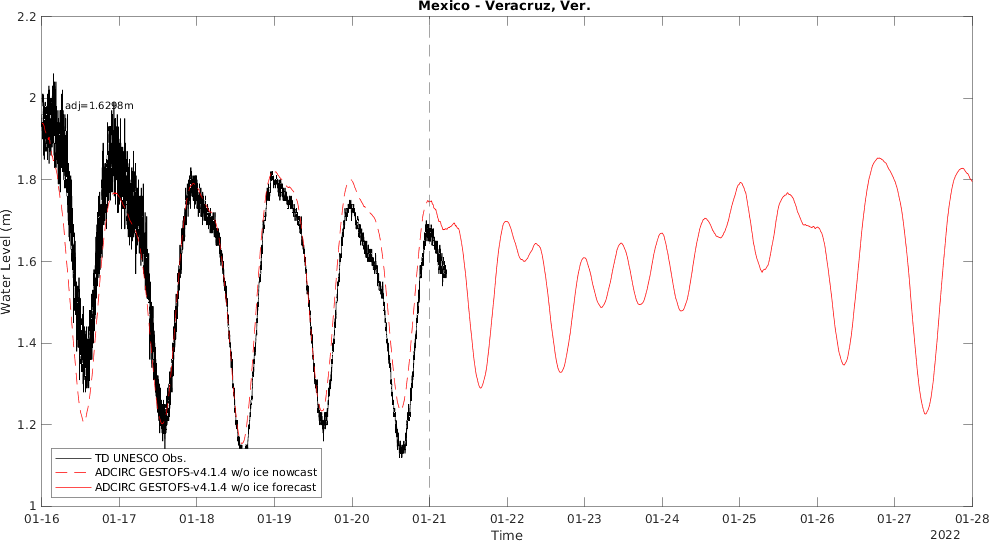 Mexico - Veracruz, Ver.
2.2
2
1.8
1.6
1.4
1.2
1
Water Level (m)
adj=1.6298m
TD UNESCO Obs.
ADCIRC GESTOFS-v4.1.4 w/o ice nowcast
ADCIRC GESTOFS-v4.1.4 w/o ice forecast
01-16 01-17 01-18 01-19 01-20 01-21 01-22 01-23 01-24 01-25 01-26 01-27 01-28
Time
2022